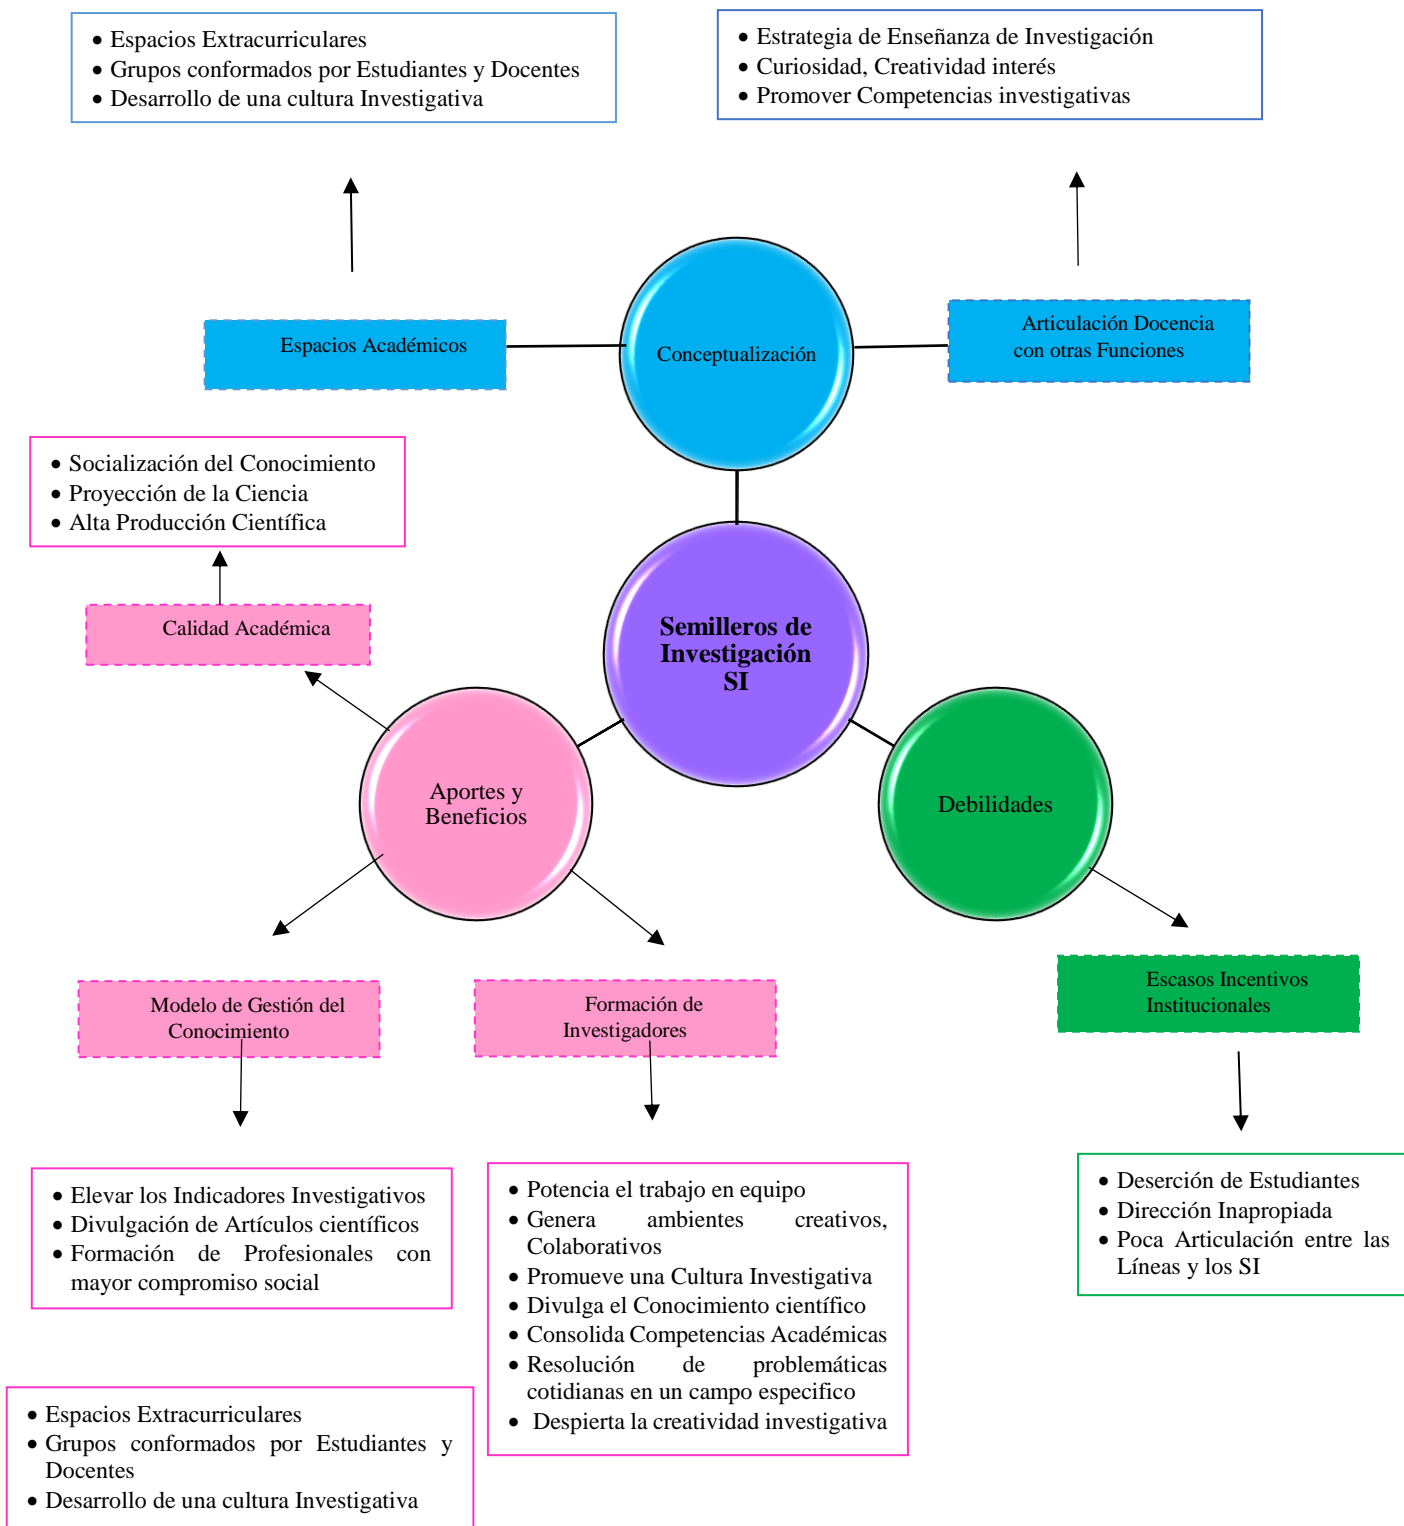 • Espacios Extracurriculares
• Grupos conformados por Estudiantes y Docentes
• Desarrollo de una cultura Investigativa
• Estrategia de Enseñanza de Investigación
• Curiosidad, Creatividad interés
• Promover Competencias investigativas
Espacios Académicos
Conceptualización
Articulación Docencia
con otras Funciones
• Socialización del Conocimiento
• Proyección de la Ciencia
• Alta Producción Científica
Calidad Académica
Semilleros de
Investigación
SI
Aportes y
Beneficios
Debilidades
Modelo de Gestión del
Conocimiento
Formación de
Investigadores
Escasos Incentivos
Institucionales
• Elevar los Indicadores Investigativos
• Divulgación de Artículos científicos
• Formación de Profesionales con
mayor compromiso social
• Potencia el trabajo en equipo
• Genera ambientes creativos,
Colaborativos
• Promueve una Cultura Investigativa
• Divulga el Conocimiento científico
• Consolida Competencias Académicas
• Resolución de problemáticas
cotidianas en un campo especifico
• Despierta la creatividad investigativa
• Deserción de Estudiantes
• Dirección Inapropiada
• Poca Articulación entre las
Líneas y los SI
• Espacios Extracurriculares
• Grupos conformados por Estudiantes y
Docentes
• Desarrollo de una cultura Investigativa